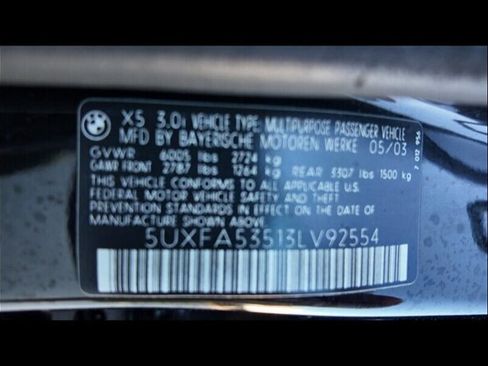 X5 3.0i VEHICLE TYPE: MULTIPURPOSE PASSENGER VEHICLE
MFD BY BAYERISCHE MOTOREN WERKE 05/03
GVWR 6005 lbs 2724 kg
GAWR FRONT 2787 lbs 1264 kg REAR 3307 lbs 1500 kg
THIS VEHICLE CONFORMS TO ALL APPLICABLE U.S.
FEDERAL MOTOR VEHICLE SAFETY AND THEFT
PREVENTION STANDARDS IN EFFECT ON THE DATE OF
MANUFACTURE SHOWN ABOVE.
5UXFA53513LV92554